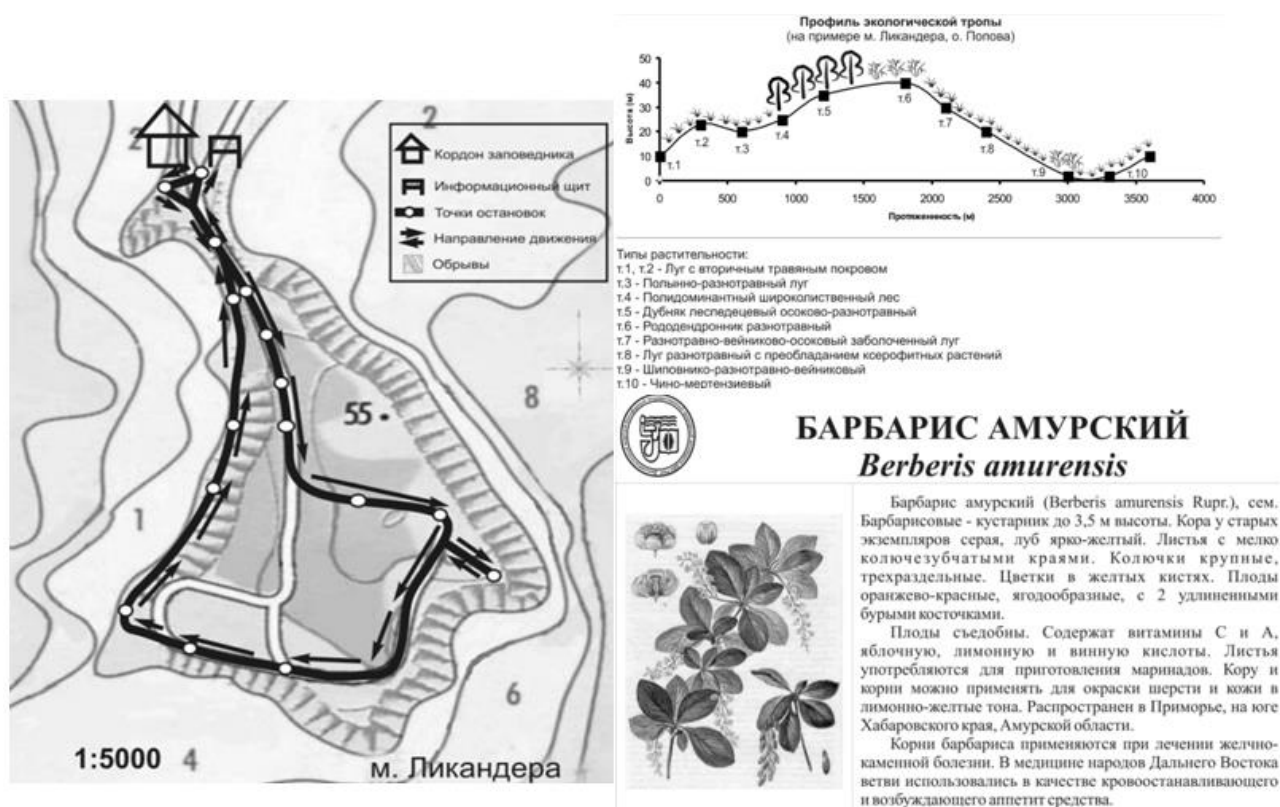 2
2
Кордон заповедника
Информационный щит
Точки остановок
Направление движения
Обрывы
55
8
1
6
1:5000
4
м. Ликандера
Профиль экологической тропы
(на примере м. Ликандера, о. Попова)
Высота (м)
50
40
30
20
10
0
т.1
т.2
т.3
т.4
т.5
т.6
т.7
т.8
т.9
т.10
0 500 1000 1500 2000 2500 3000 3500 4000
Протяженность (м)
Типы растительности:
т.1, т.2 - Луг с вторичным травяным покровом
т.3 - Полынно-разнотравный луг
т.4 - Полидоминантный широколиственный лес
т.5 - Дубняк леспедецевый осоково-разнотравный
т.6 - Рододендронник разнотравный
т.7 - Разнотравно-вейниково-осоковый заболоченный луг
т.8 - Луг разнотравный с преобладанием ксерофитных растений
т.9 - Шиповнико-разнотравно-вейниковый
т.10 - Чино-мертензиевый
БАРБАРИС АМУРСКИЙ
Berberis amurensis
Барбарис амурский (Berberis amurensis Rupr.), сем.
Барбарисовые - кустарник до 3,5 м высоты. Кора у старых
экземпляров серая, луб ярко-желтый. Листья с мелко
колючезубчатыми краями. Колючки крупные,
трехраздельные. Цветки в желтых кистях. Плоды
оранжево-красные, ягодообразные, с 2 удлиненными
бурыми косточками.
Плоды съедобны. Содержат витамины С и А,
яблочную, лимонную и винную кислоты. Листья
употребляются для приготовления маринадов. Кору и
корни можно применять для окраски шерсти и кожи в
лимонно-желтые тона. Распространен в Приморье, на юге
Хабаровского края, Амурской области.
Корни барбариса применяются при лечении желчно-
каменной болезни. В медицине народов Дальнего Востока
ветви использовались в качестве кровоостанавливающего
и возбуждающего аппетит средства.